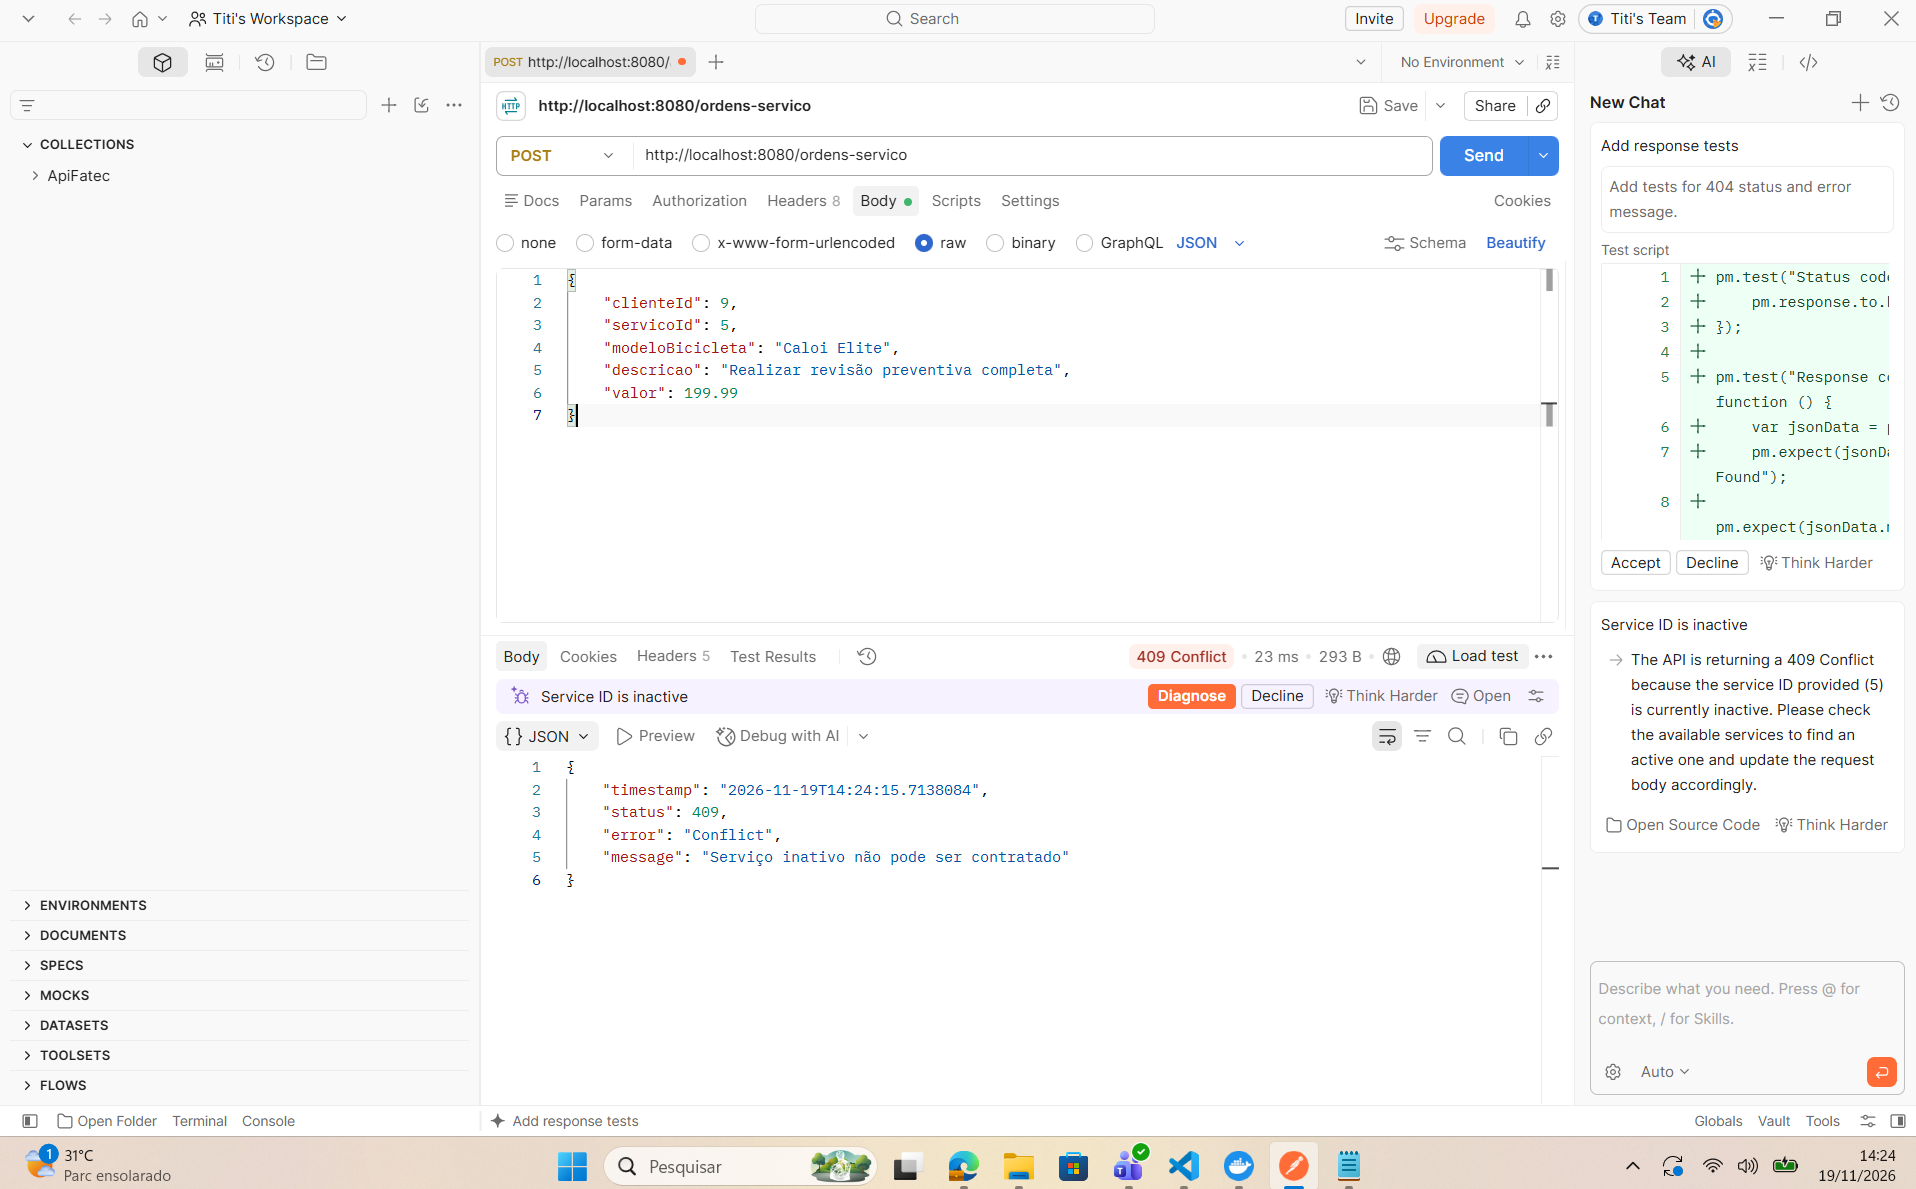 Titi's Workspace
Search
Invite
Upgrade
Titi's Team
POST http://localhost:8080/
No Environment
AI
http://localhost:8080/ordens-servico
Save
Share
New Chat
COLLECTIONS
ApiFatec
POST
http://localhost:8080/ordens-servico
Send
Docs
Params
Authorization
Headers 8
Body
Scripts
Settings
Cookies
none
form-data
x-www-form-urlencoded
raw
binary
GraphQL
JSON
Schema
Beautify
1 {
2 "clienteId": 9,
3 "servicoId": 5,
4 "modeloBicicleta": "Caloi Elite",
5 "descricao": "Realizar revisão preventiva completa",
6 "valor": 199.99
7 }
Body
Cookies
Headers 5
Test Results
409 Conflict
23 ms
293 B
Load test
Service ID is inactive
Diagnose
Decline
Think Harder
Open
{} JSON
Preview
Debug with AI
1 {
2 "timestamp": "2026-11-19T14:24:15.7138084",
3 "status": 409,
4 "error": "Conflict",
5 "message": "Serviço inativo não pode ser contratado"
6 }
Add response tests
Add tests for 404 status and error
message.
Test script
1 + pm.test("Status cod
2 + pm.response.to.
3 + });
4 +
5 + pm.test("Response c
function () {
6 + var jsonData =
7 + pm.expect(jsonD
Found");
8 +
pm.expect(jsonData.
Accept
Decline
Think Harder
Service ID is inactive
The API is returning a 409 Conflict
because the service ID provided (5)
is currently inactive. Please check
the available services to find an
active one and update the request
body accordingly.
Open Source Code
Think Harder
Describe what you need. Press @ for
context, / for Skills.
Auto
ENVIRONMENTS
DOCUMENTS
SPECS
MOCKS
DATASETS
TOOLSETS
FLOWS
Open Folder
Terminal
Console
Add response tests
Globals
Vault
Tools
1
31°C
Parc ensolarado
Pesquisar
14:24
19/11/2026